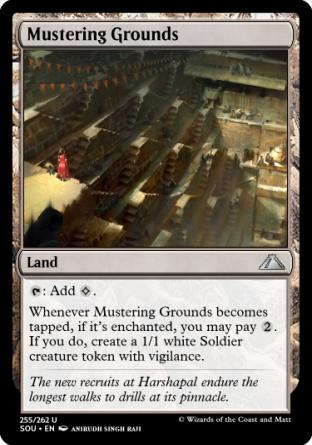 Mustering Grounds
Land
: Add .
Whenever Mustering Grounds becomes
tapped, if it's enchanted, you may pay 2.
If you do, create a 1/1 white Soldier
creature token with vigilance.
The new recruits at Harshapal endure the
longest walks to drills at its pinnacle.
255/262 U
SOU • EN ANIRUDH SINGH RAJI
© Wizards of the Coast and Matt